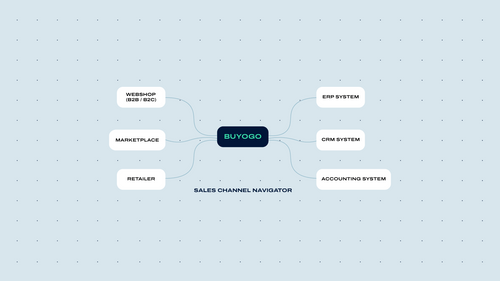 WEBSHOP
(B2B / B2C)
MARKETPLACE
RETAILER
BUYOGO
SALES CHANNEL NAVIGATOR
ERP SYSTEM
CRM SYSTEM
ACCOUNTING SYSTEM